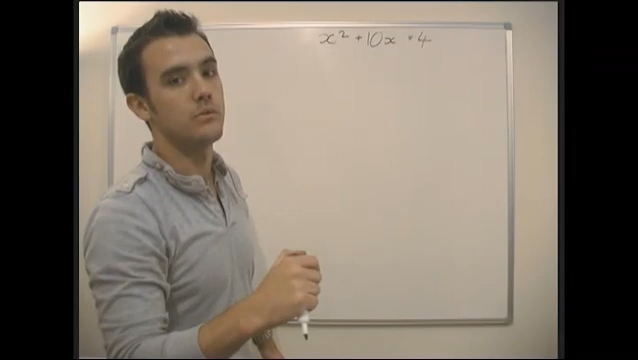 x² + 10x + 4